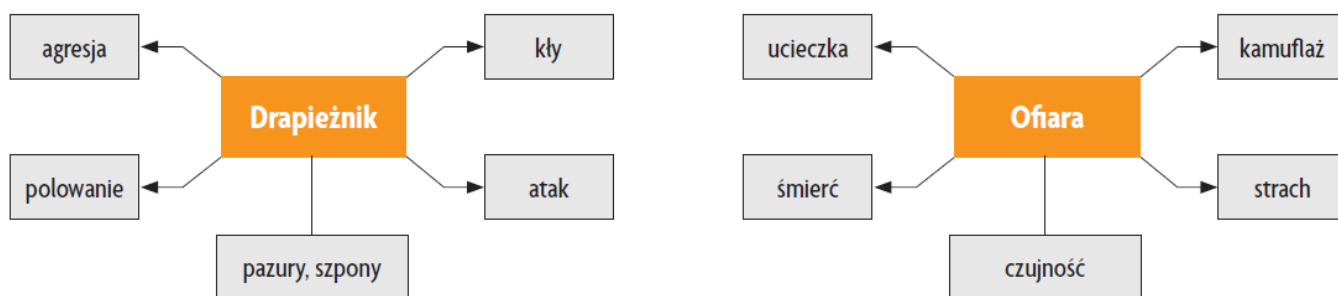 agresja
kły
Drapieżnik
polowanie
atak
pazury, szpony
ucieczka
kamuflaż
Ofiara
śmierć
strach
czujność